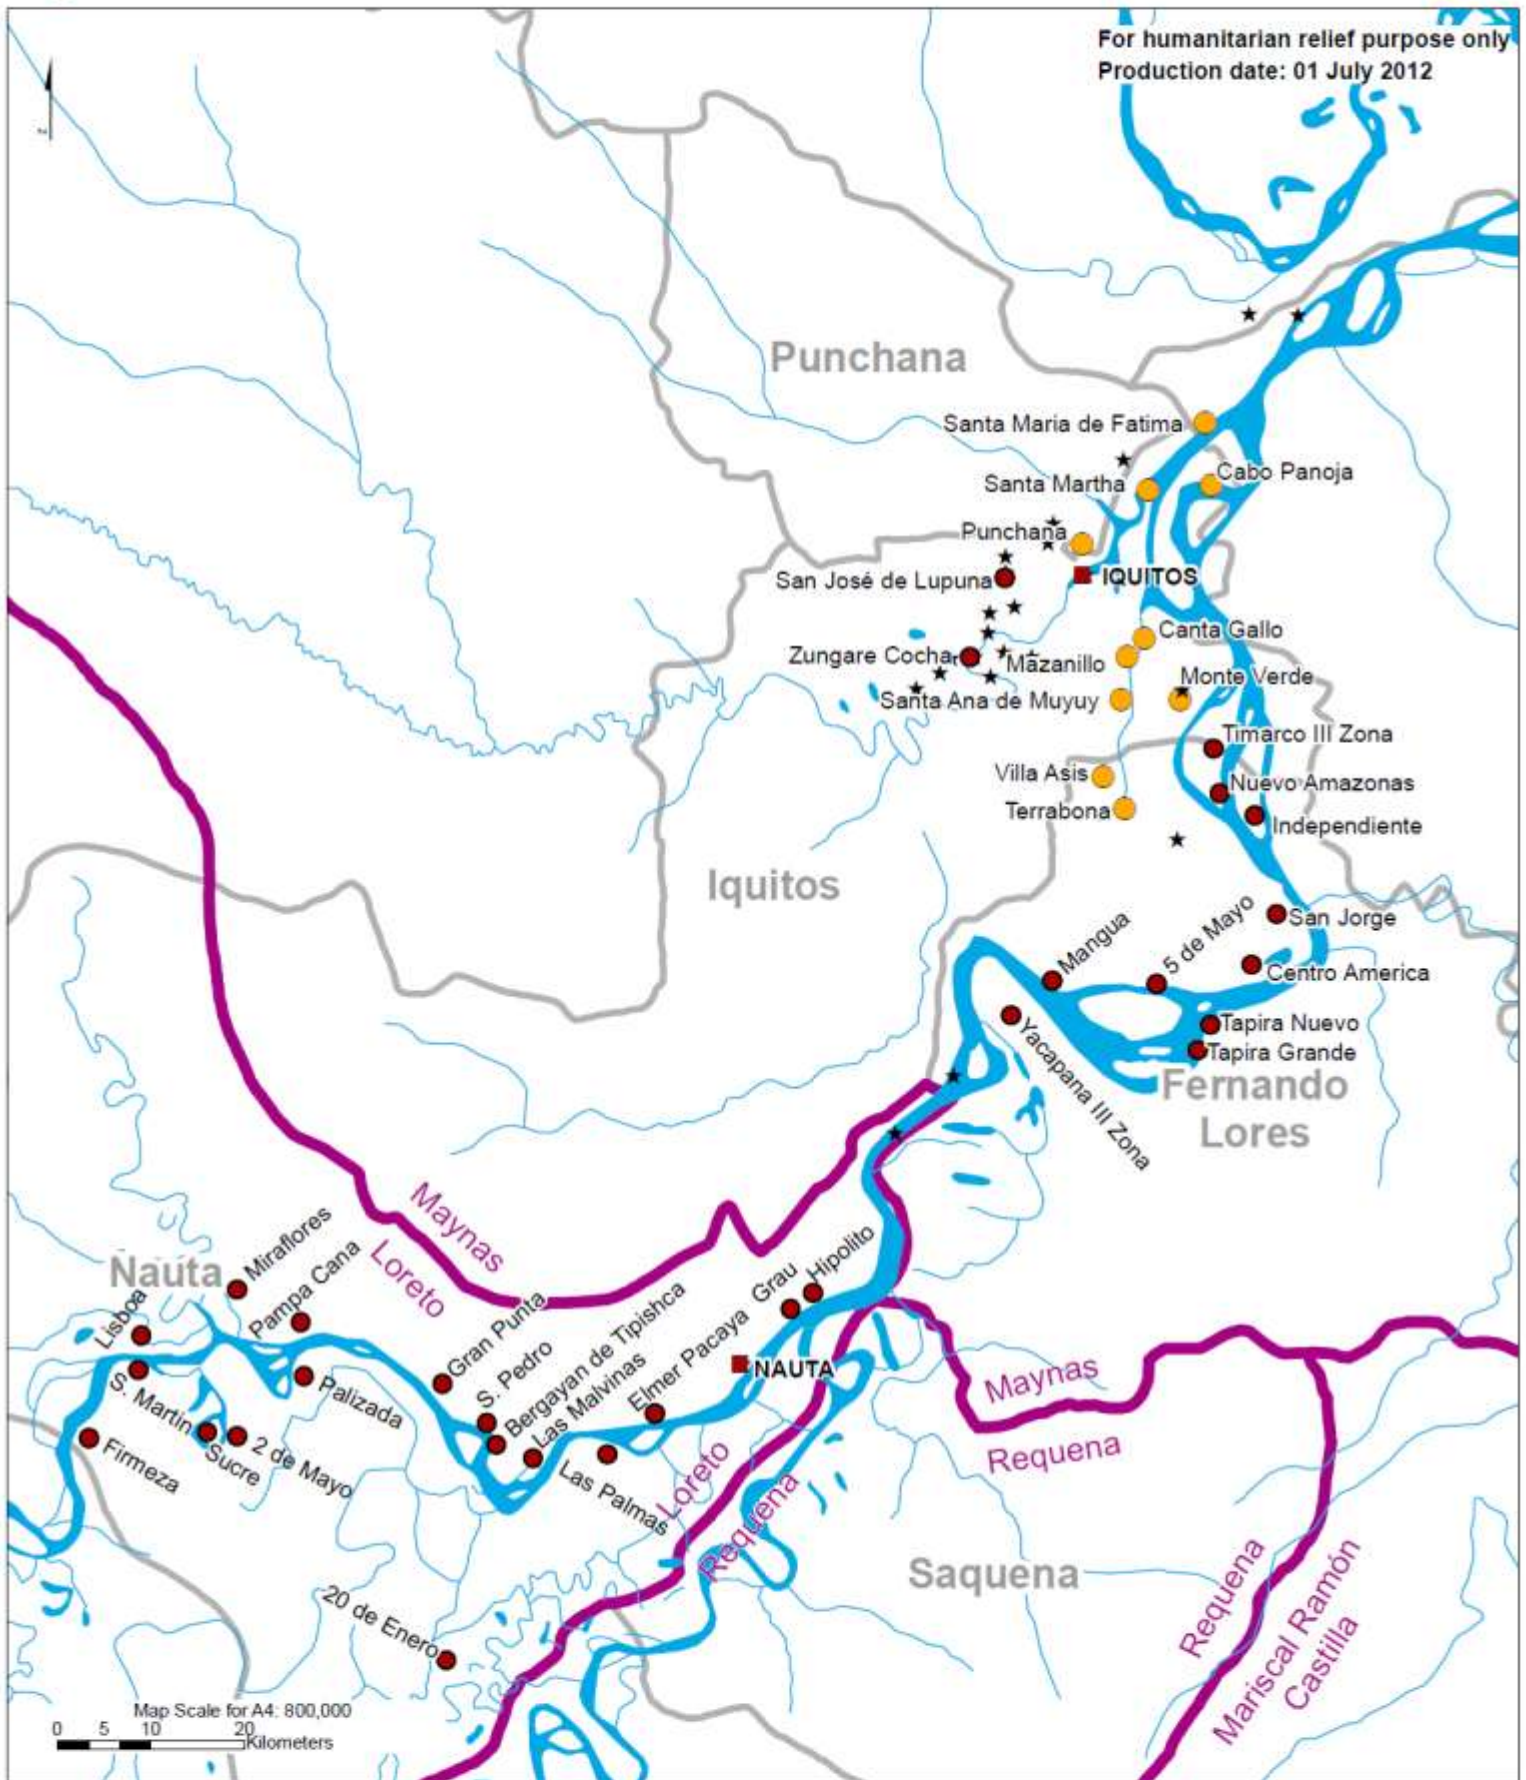 For humanitarian relief purpose only
Production date: 01 July 2012
z
Punchana
Santa Maria de Fatima
Cabo Panoja
Santa Martha
Punchana
IQUITOS
San José de Lupuna
Canta Gallo
Zungare Cocha
Mazanillo
Monte Verde
Santa Ana de Muyuy
Timarco III Zona
Villa Asis
Nuevo Amazonas
Terrabona
Independiente
Iquitos
San Jorge
Mangua
5 de Mayo
Centro America
Tapira Nuevo
Yacapana III Zona
Tapira Grande
Fernando
Lores
Maynas
Loreto
Nauta
Miraflores
Pampa Cana
Lisboa
Hipolito
Grau
Gran Punta
S. Pedro
Bergayan de Tipishca
Las Malvinas
Elmer Pacaya
NAUTA
S. Martin
Palizada
Firmeza
Sucre
2 de Mayo
Las Palmas
Maynas
Requena
Loreto
Requena
Saquena
20 de Enero
Requena
Mariscal Ramón
Castilla
Map Scale for A4: 800,000
0 5 10 20
Kilometers